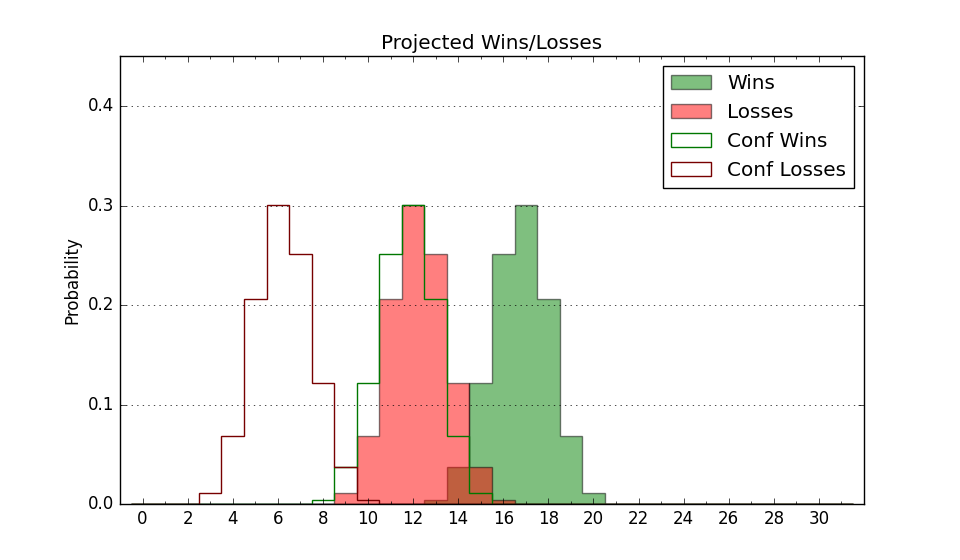 Projected Wins/Losses
Wins
Losses
Conf Wins
Conf Losses
Probability
0.4
0.3
0.2
0.1
0.0
0 2 4 6 8 10 12 14 16 18 20 22 24 26 28 30